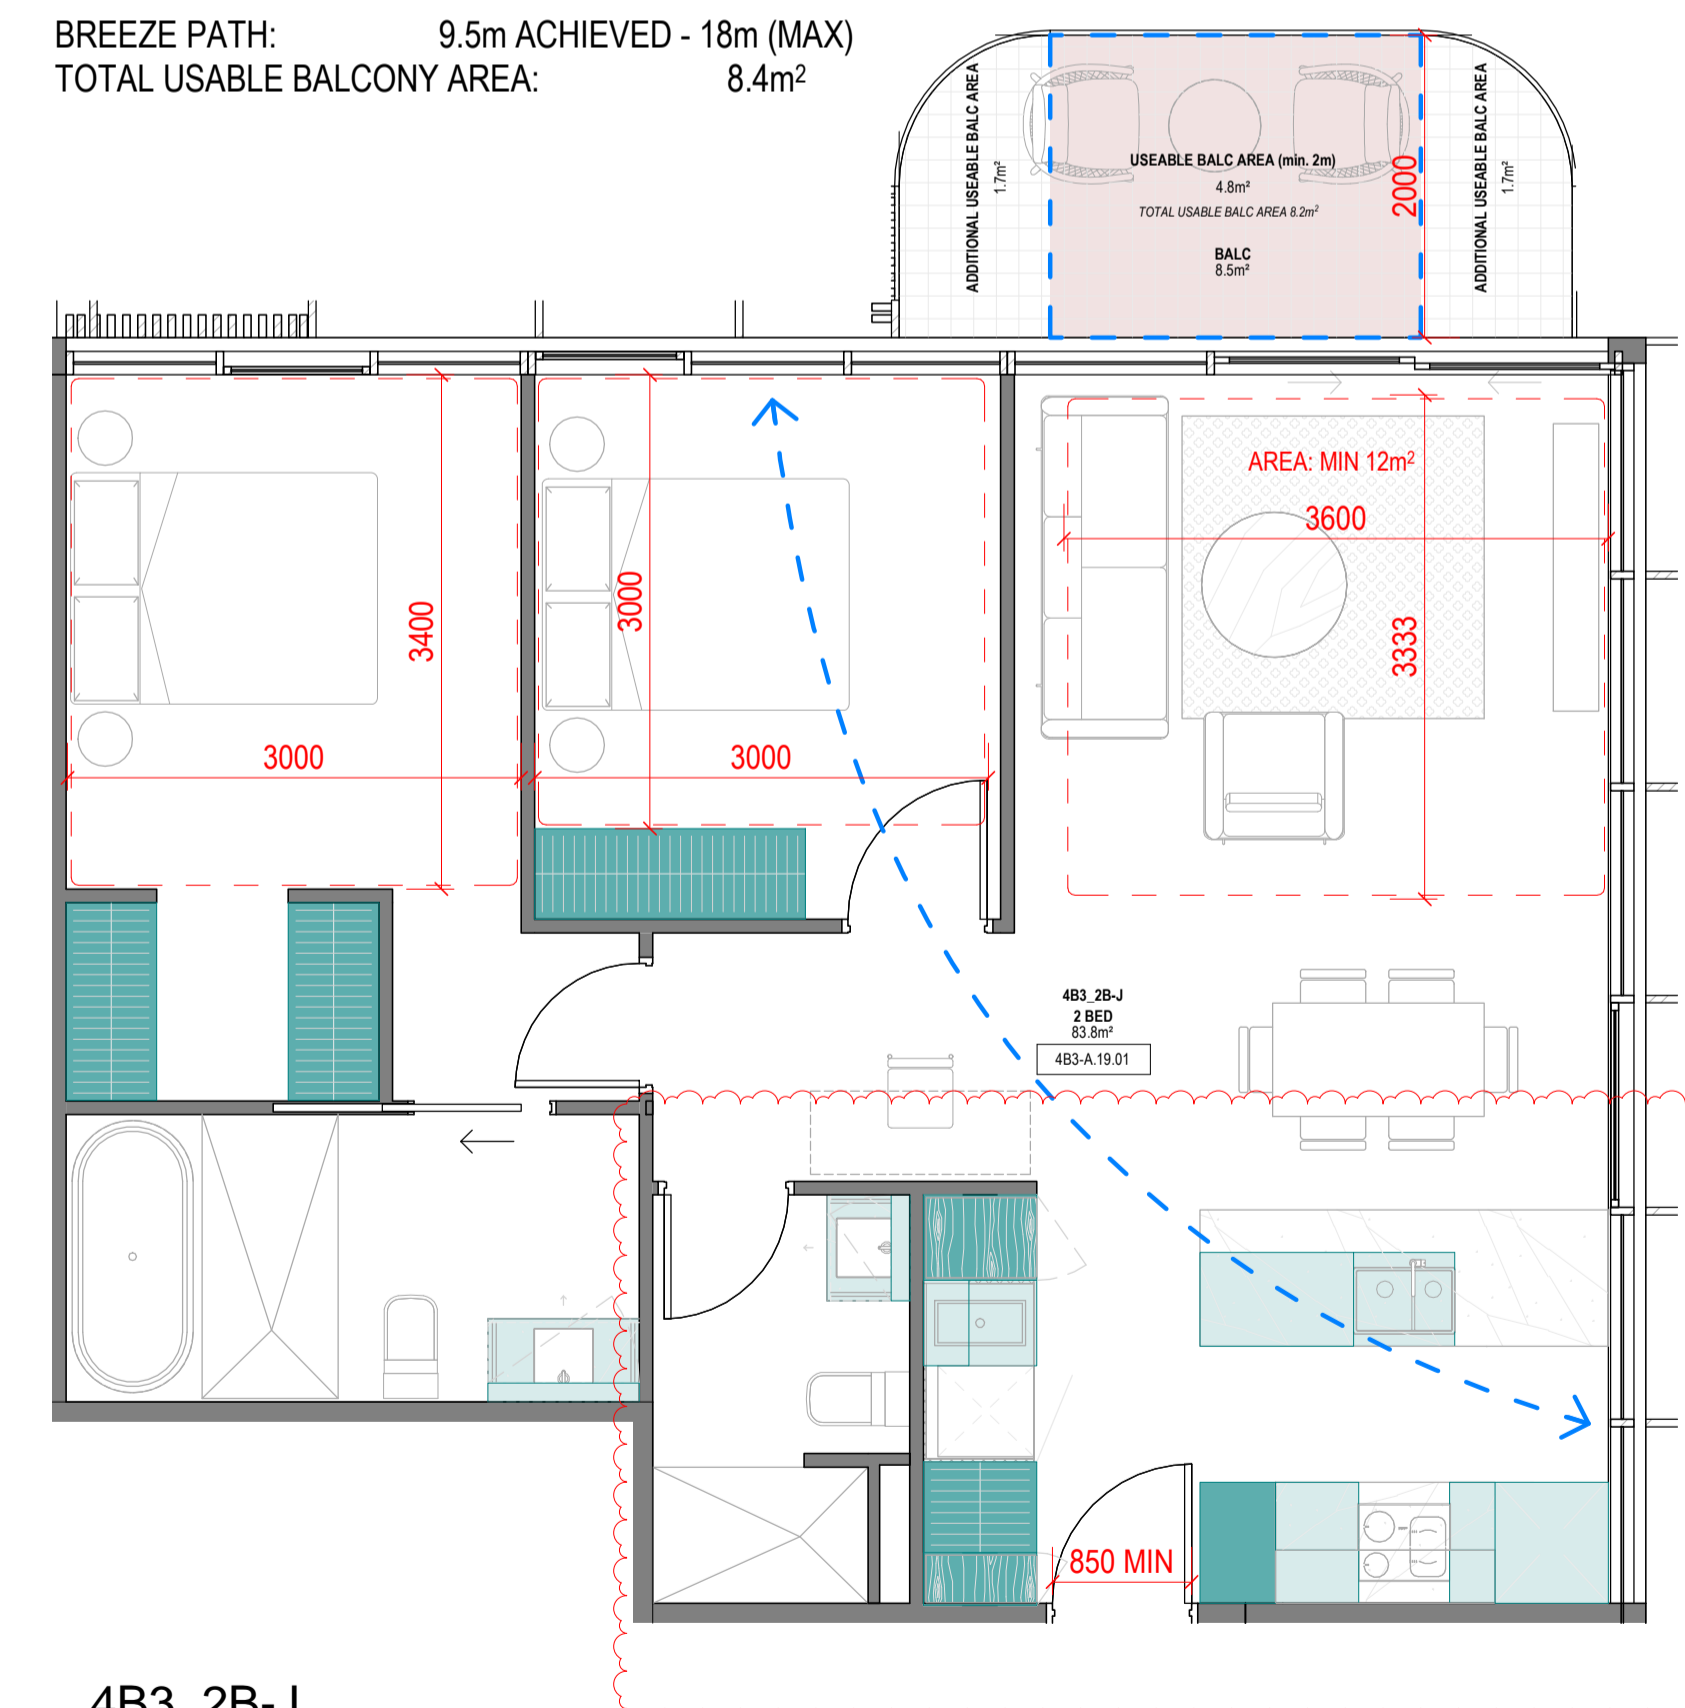 BREEZE PATH: 9.5m ACHIEVED - 18m (MAX)
TOTAL USABLE BALCONY AREA: 8.4m²
ADDITIONAL USEABLE BALC AREA
1.7m²
USEABLE BALC AREA (min. 2m)
4.8m²
TOTAL USABLE BALC AREA 8.2m²
BALC
8.5m²
2000
ADDITIONAL USEABLE BALC AREA
1.7m²
AREA: MIN 12m²
3600
3400
3000
3333
3000
3000
4B3_2B-J
2 BED
83.8m²
4B3-A.19.01
850 MIN
4B3_2B-J